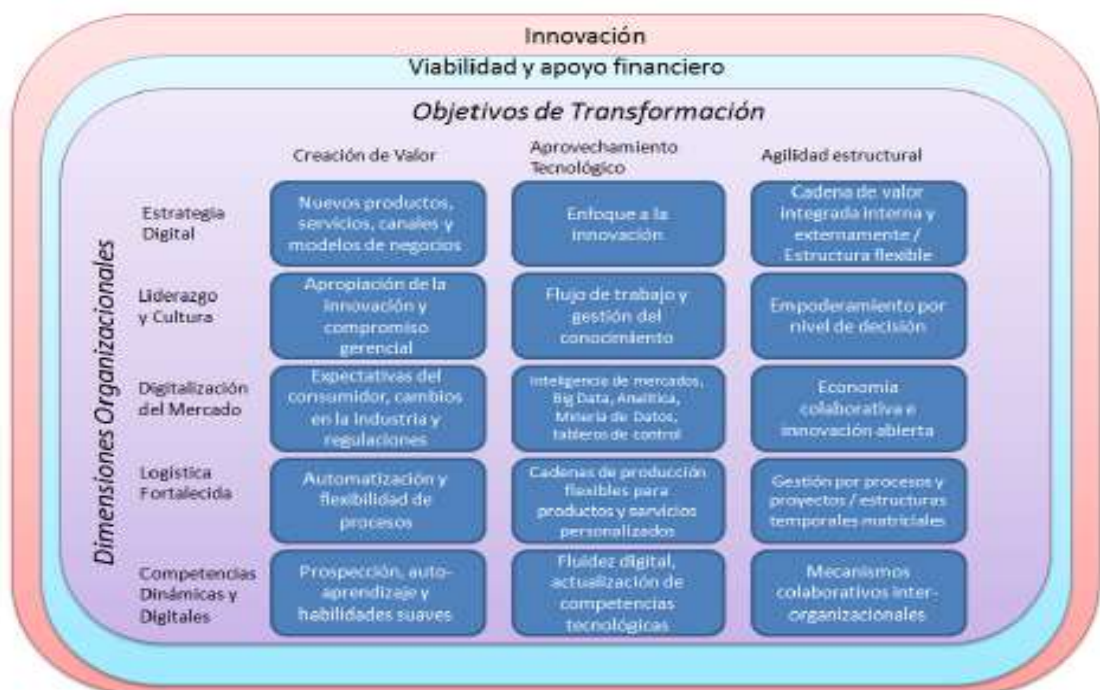 Innovación
Viabilidad y apoyo financiero
Objetivos de Transformación
Creación de Valor
Aprovechamiento
Tecnológico
Agilidad estructural
Dimensiones Organizacionales
Estrategia
Digital
Nuevos productos,
servicios, canales y
modelos de negocios
Enfoque a la
innovación
Cadena de valor
integrada interna y
externamente /
Estructura flexible
Liderazgo
y Cultura
Apropiación de la
innovación y
compromiso
gerencial
Flujo de trabajo y
gestión del
conocimiento
Empoderamiento por
nivel de decisión
Digitalización
del Mercado
Expectativas del
consumidor, cambios
en la industria y
regulaciones
Inteligencia de mercados,
Big Data, Analítica,
Minería de Datos,
tableros de control
Economía
colaborativa e
innovación abierta
Logística
Fortalecida
Automatización y
flexibilidad de
procesos
Cadenas de producción
flexibles para
productos y servicios
personalizados
Gestión por procesos y
proyectos / estructuras
temporales matriciales
Competencias
Dinámicas y
Digitales
Prospección, auto-
aprendizaje y
habilidades suaves
Fluidez digital,
actualización de
competencias
tecnológicas
Mecanismos
colaborativos inter-
organizacionales